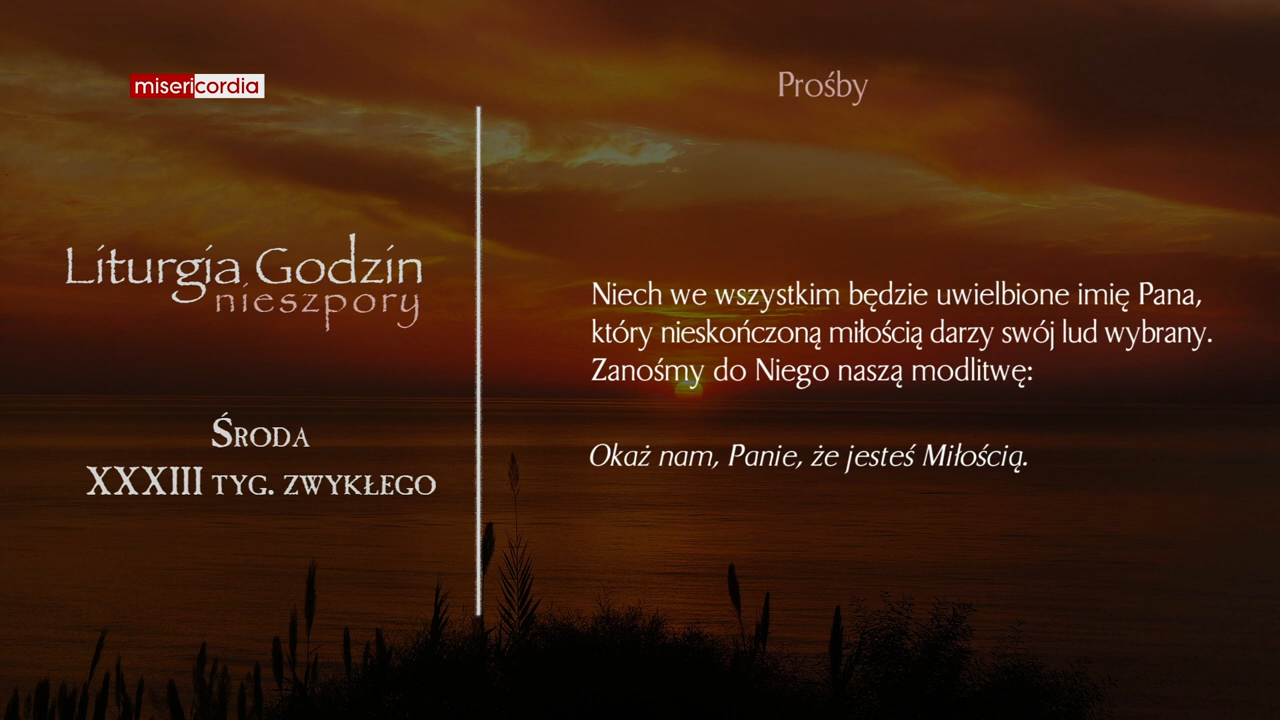 misericordia
Prośby
Liturgia Godzin
nieszpory
Środa
XXXIII tyg. zwykłego
Niech we wszystkim będzie uwielbione imię Pana,
który nieskończoną miłością darzy swój lud wybrany.
Zanośmy do Niego naszą modlitwę:
Okaż nam, Panie, że jesteś Miłością.